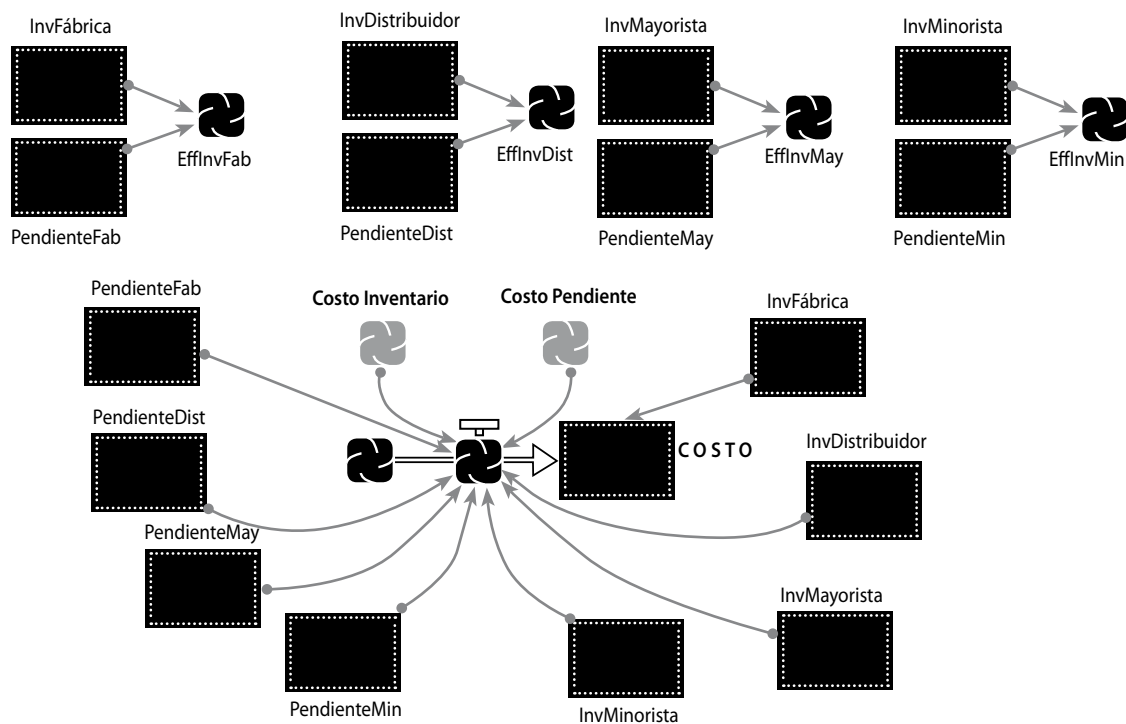 InvFábrica
InvDistribuidor
InvMayorista
InvMinorista
EffInvFab
EffInvDist
EffInvMay
EffInvMin
PendienteFab
PendienteDist
PendienteMay
PendienteMin
PendienteFab
Costo Inventario
Costo Pendiente
InvFábrica
PendienteDist
COSTO
InvDistribuidor
PendienteMay
InvMayorista
PendienteMin
InvMinorista